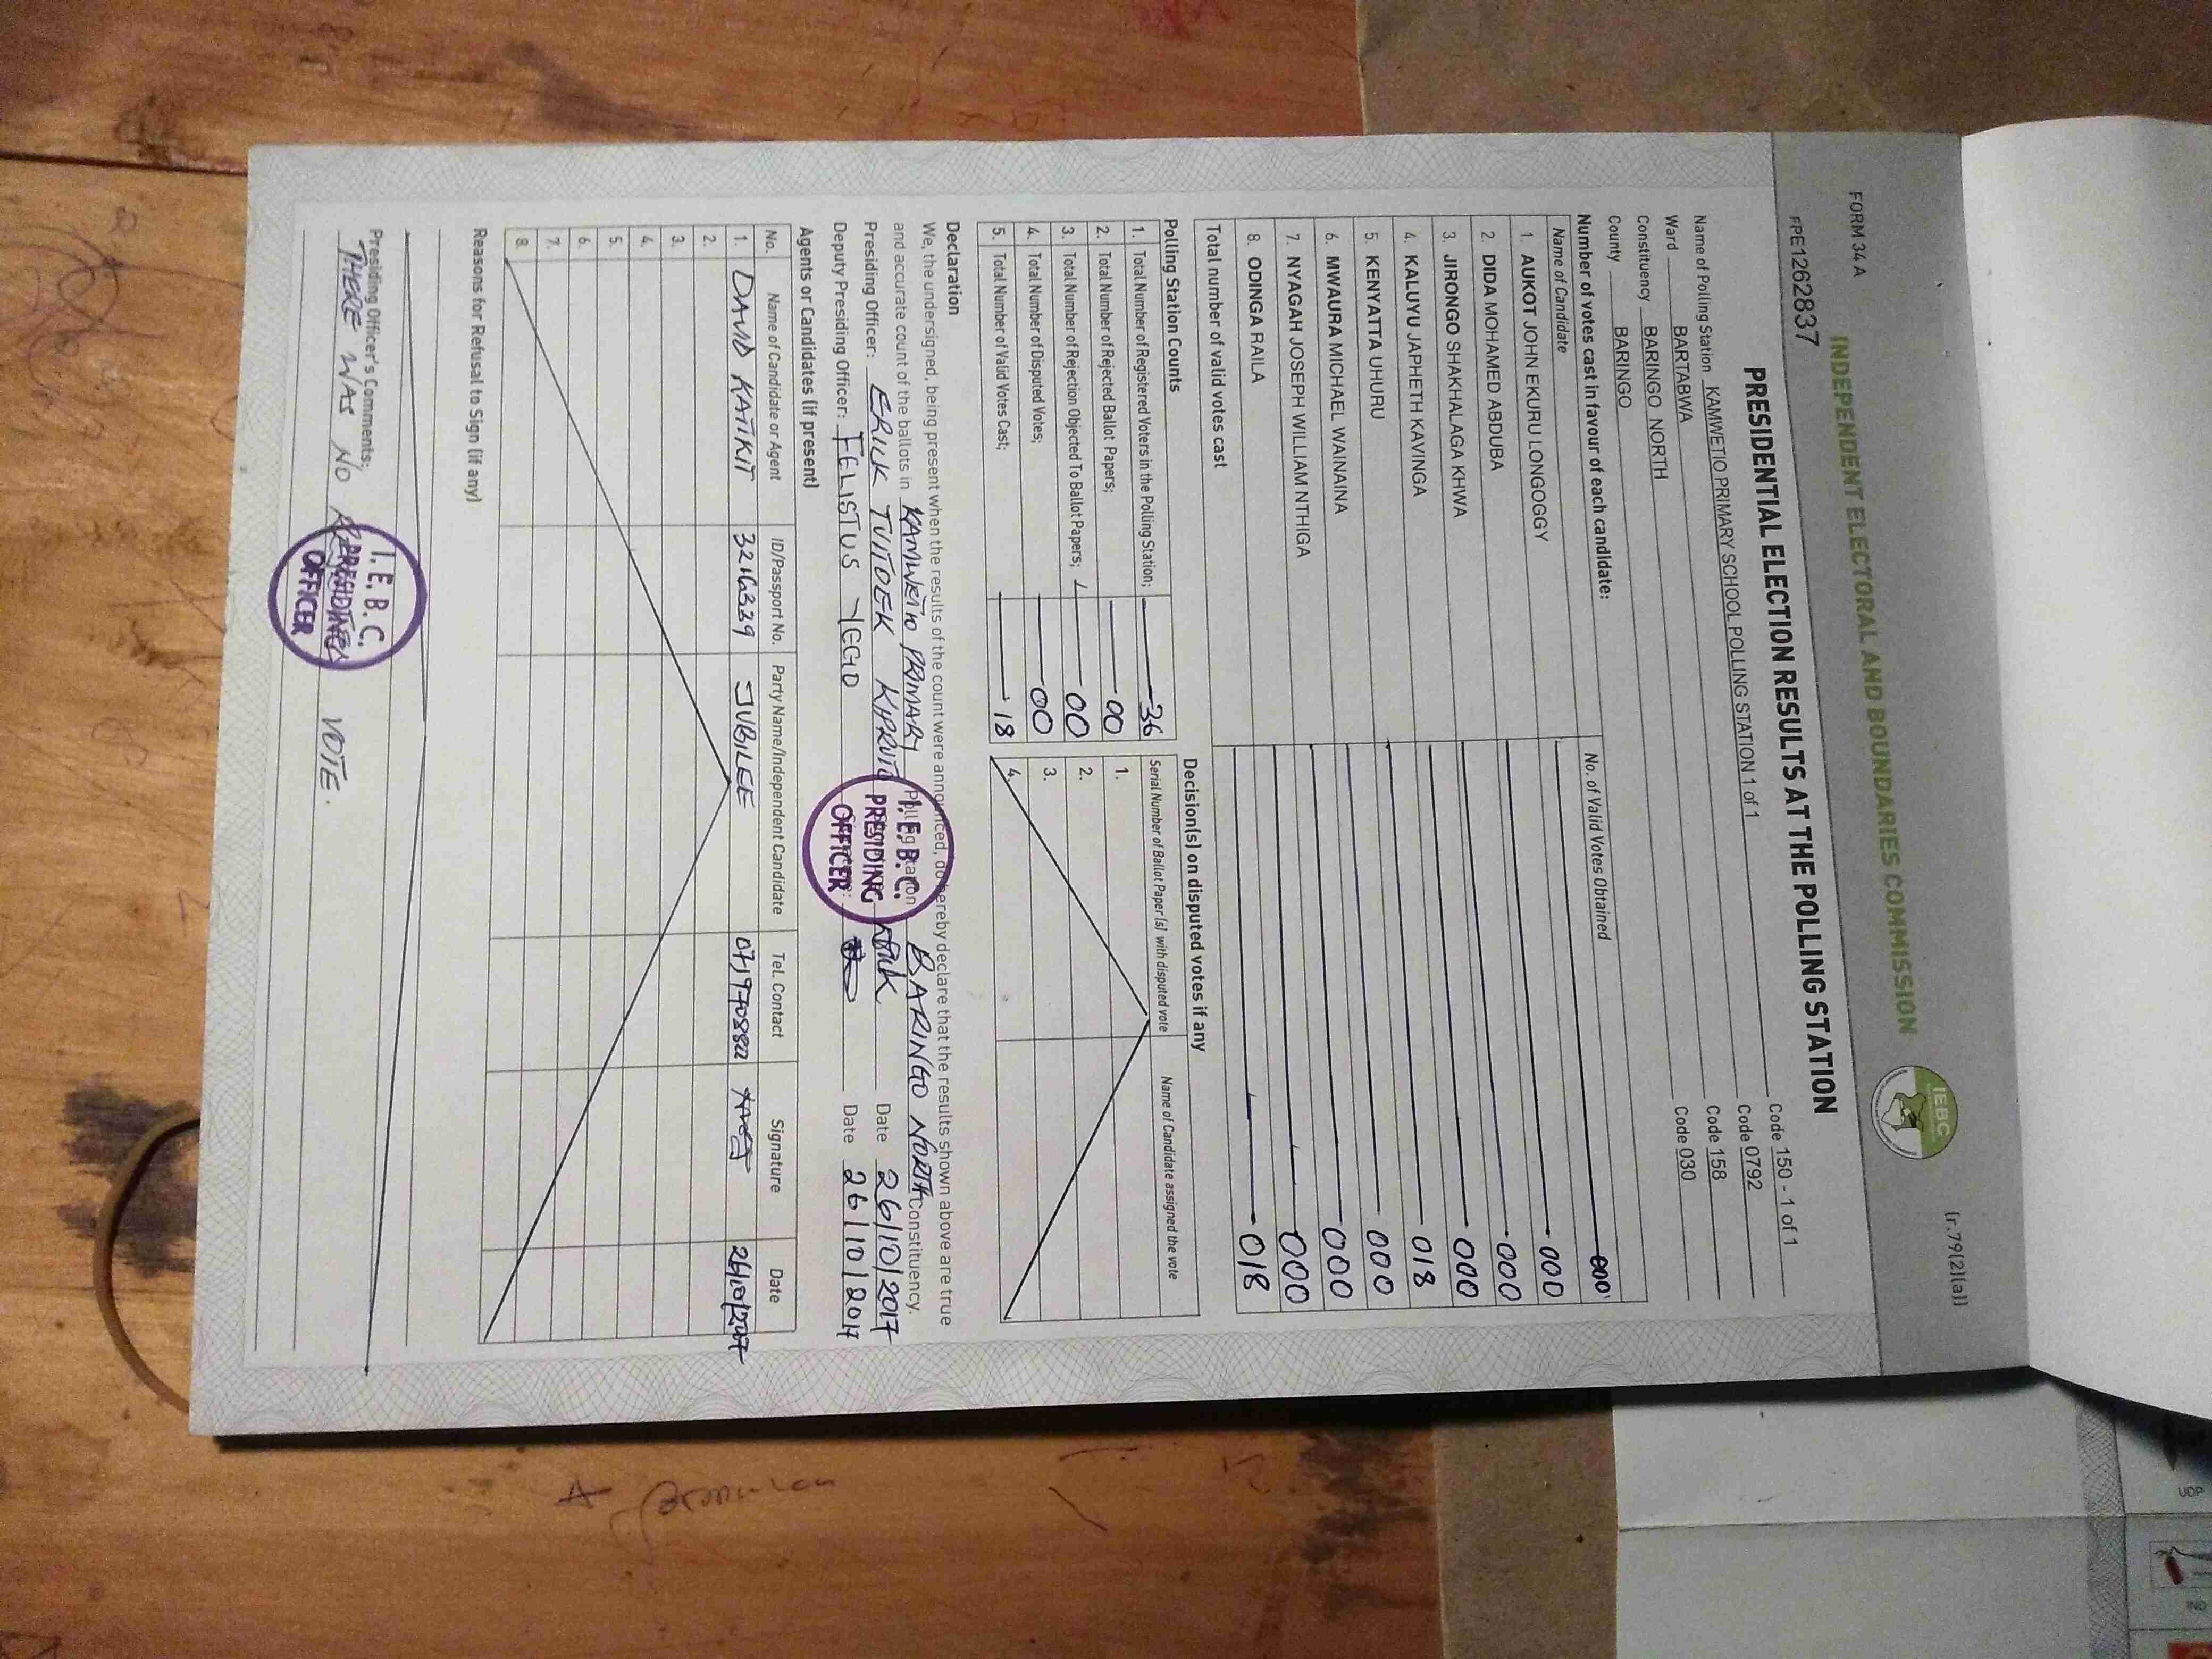 FORM 34 A
(r.79(2)(a))
INDEPENDENT ELECTORAL AND BOUNDARIES COMMISSION
IEBC
FPE1262837
PRESIDENTIAL ELECTION RESULTS AT THE POLLING STATION
Name of Polling Station KAMWETIO PRIMARY SCHOOL POLLING STATION 1 of 1 Code 150 - 1 of 1
Ward BARTABWA Code 0792
Constituency BARINGO NORTH Code 158
County BARINGO Code 030
Number of votes cast in favour of each candidate:
Name of Candidate No. of Valid Votes Obtained
1. AUKOT JOHN EKURU LONGOGGY 000
2. DIDA MOHAMED ABDUBA 000
3. JIRONGO SHAKHALAGA KHWA 000
4. KALUYU JAPHETH KAVINGA 000
5. KENYATTA UHURU 018
6. MWAURA MICHAEL WAINAINA 000
7. NYAGAH JOSEPH WILLIAM NTHIGA 000
8. ODINGA RAILA 000
Total number of valid votes cast 018
Polling Station Counts
1. Total Number of Registered Voters in the Polling Station; 36
2. Total Number of Rejected Ballot Papers; 00
3. Total Number of Rejection Objected To Ballot Papers; 00
4. Total Number of Disputed Votes; 00
5. Total Number of Valid Votes Cast; 18
Decision(s) on disputed votes if any
Serial Number of Ballot Paper (s) with disputed vote Name of Candidate assigned the vote
1.
2.
3.
4.
Declaration
We, the undersigned, being present when the results of the count were announced, do hereby declare that the results shown above are true
and accurate count of the ballots in KAMWETIO PRIMARY Polling Station BARINGO NORTH Constituency.
Presiding Officer: ERICK TUITOEK KIPRUTO Date 26/10/2017
Deputy Presiding Officer: FELISTUS YEGGO Date 26/10/2017
I. E. B. C.
PRESIDING
OFFICER
Agents or Candidates (if present)
No. Name of Candidate or Agent ID/Passport No. Party Name/Independent Candidate Tel. Contact Signature Date
1. DAVID KATIKIT 3216339 JUBILEE 26/10/2017
2.
3.
4.
5.
6.
7.
8.
Reasons for Refusal to Sign (if any)
Presiding Officer's Comments:
THERE WAS NO VOTE.
I. E. B. C.
PRESIDING
OFFICER
UDP
IND